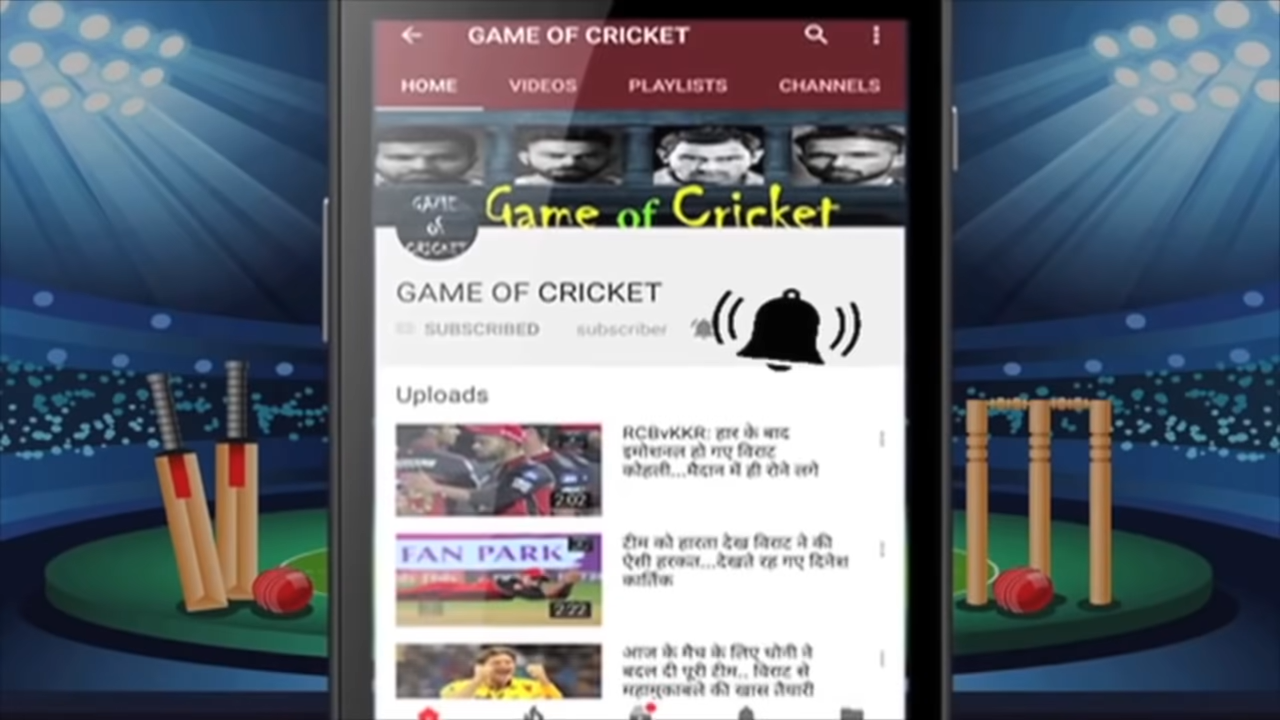 GAME OF CRICKET
HOME VIDEOS PLAYLISTS CHANNELS
GAME
of
CRICKET
Game of Cricket
GAME OF CRICKET
SUBSCRIBED subscriber
Uploads
RCBvKKR: हार के बाद
इमोशनल हो गए विराट
कोहली...मैदान में ही रोने लगे
2:02
टीम को हारता देख विराट ने की
ऐसी हरकत...देखते रह गए दिनेश
कार्तिक
FAN PARK
2:22
आज के मैच के लिए धोनी ने
बदल दी पूरी टीम.. विराट से
महामुकाबले की खास तैयारी